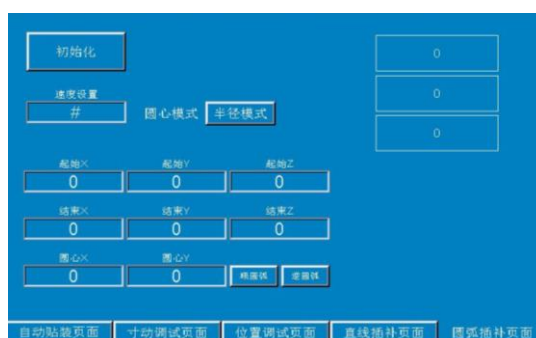 初始化
0
速度设置
#
圆心模式 半径模式
0
0
起始X 起始Y 起始Z
0 0 0
结束X 结束Y 结束Z
0 0 0
圆心X 圆心Y
0 0 顺圆弧 逆圆弧
自动贴装页面 寸动调试页面 位置调试页面 直线插补页面 圆弧插补页面